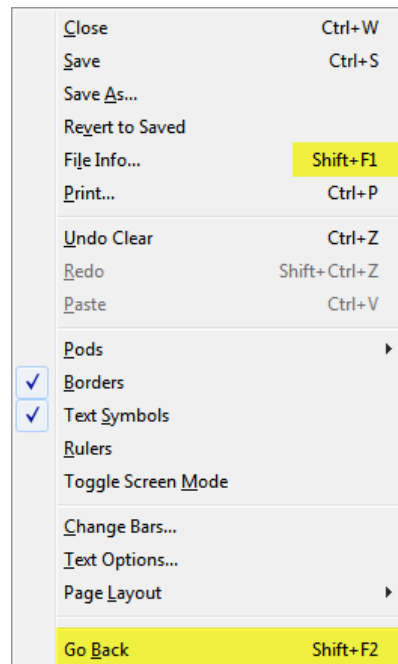 Close Ctrl+W
Save Ctrl+S
Save As...
Revert to Saved
File Info... Shift+F1
Print... Ctrl+P
Undo Clear Ctrl+Z
Redo Shift+Ctrl+Z
Paste Ctrl+V
Pods
Borders
Text Symbols
Rulers
Toggle Screen Mode
Change Bars...
Text Options...
Page Layout
Go Back Shift+F2